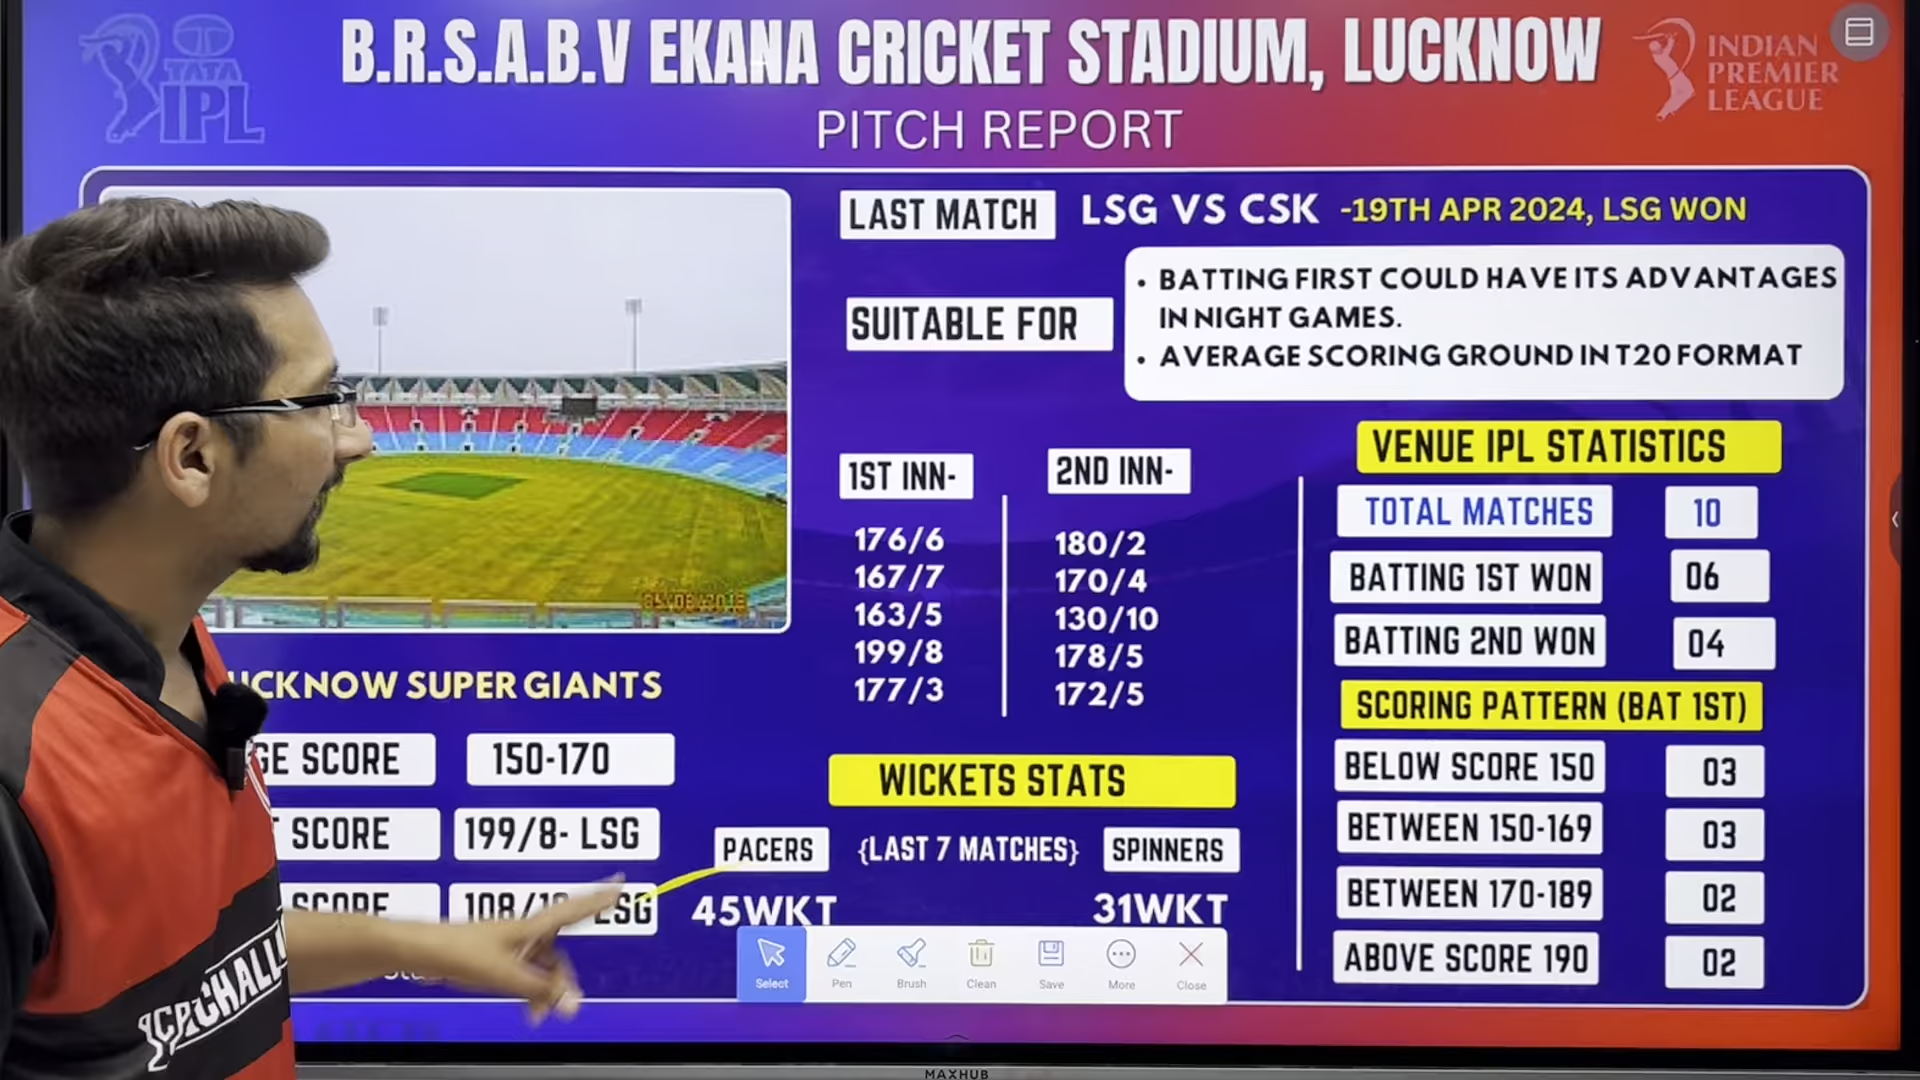 B.R.S.A.B.V EKANA CRICKET STADIUM, LUCKNOW
PITCH REPORT
TATA
IPL
INDIAN
PREMIER
LEAGUE
LAST MATCH
LSG VS CSK -19TH APR 2024, LSG WON
SUITABLE FOR
• BATTING FIRST COULD HAVE ITS ADVANTAGES
IN NIGHT GAMES.
• AVERAGE SCORING GROUND IN T20 FORMAT
1ST INN-
176/6
167/7
163/5
199/8
177/3
2ND INN-
180/2
170/4
130/10
178/5
172/5
VENUE IPL STATISTICS
TOTAL MATCHES 10
BATTING 1ST WON 06
BATTING 2ND WON 04
SCORING PATTERN (BAT 1ST)
BELOW SCORE 150 03
BETWEEN 150-169 03
BETWEEN 170-189 02
ABOVE SCORE 190 02
SUPER GIANTS
SCORE 150-170
SCORE 199/8- LSG
SCORE LSG
WICKETS STATS
PACERS {LAST 7 MATCHES} SPINNERS
45WKT 31WKT
Select Pen Brush Clean Save More Close
MAXHUB